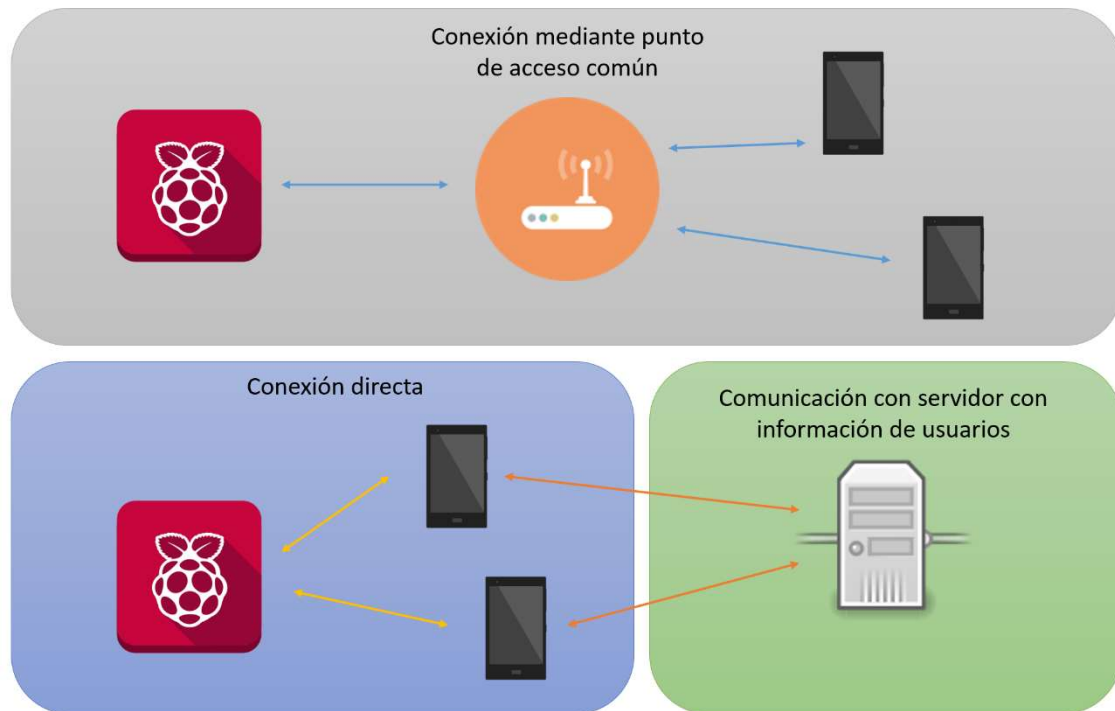 Conexión mediante punto
de acceso común
Conexión directa
Comunicación con servidor con
información de usuarios